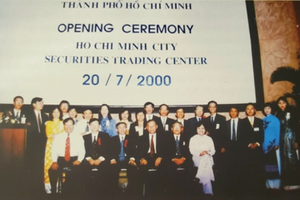 THÀNH PHỐ HỒ CHÍ MINH
OPENING CEREMONY
HO CHI MINH CITY
SECURITIES TRADING CENTER
20 / 7 / 2000